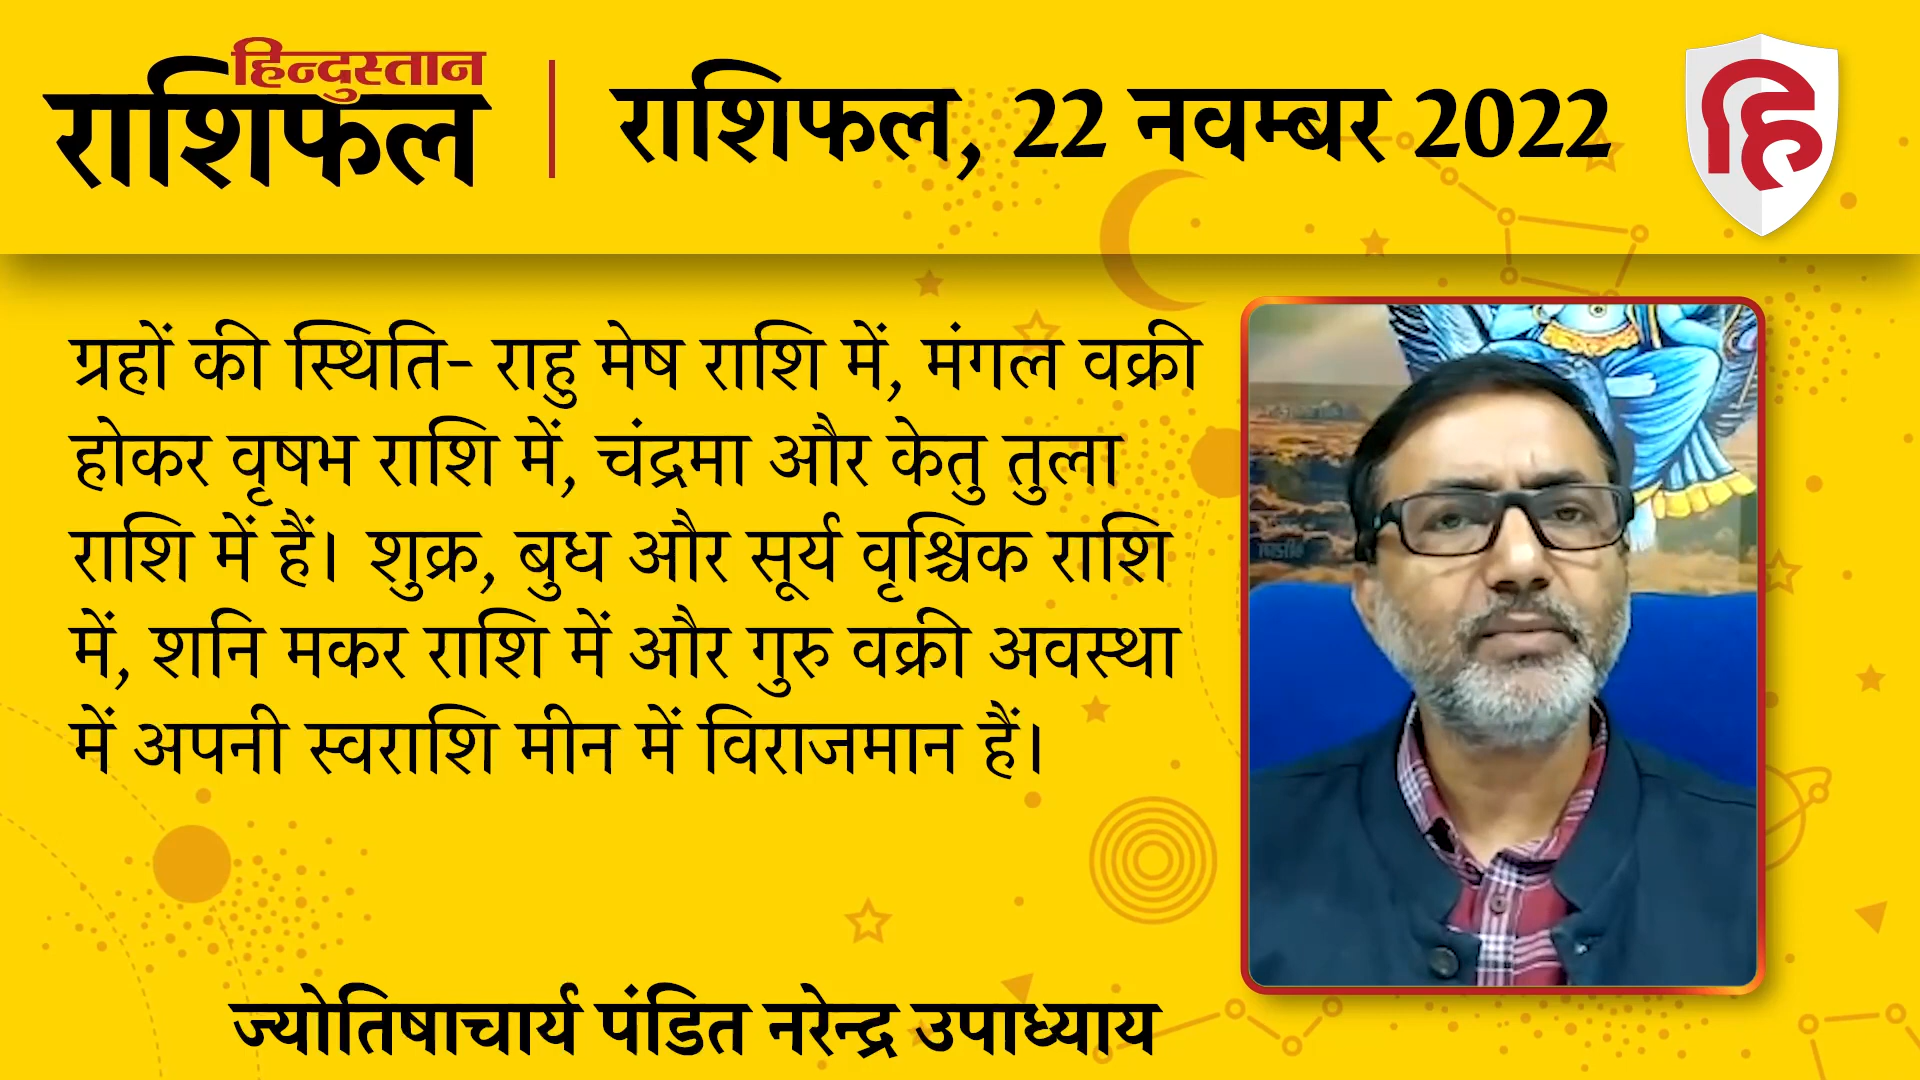 हिन्दुस्तान
राशिफल
राशिफल, 22 नवम्बर 2022
हि
ग्रहों की स्थिति- राहु मेष राशि में, मंगल वक्री
होकर वृषभ राशि में, चंद्रमा और केतु तुला
राशि में हैं। शुक्र, बुध और सूर्य वृश्चिक राशि
में, शनि मकर राशि में और गुरु वक्री अवस्था
में अपनी स्वराशि मीन में विराजमान हैं।
ज्योतिषाचार्य पंडित नरेन्द्र उपाध्याय